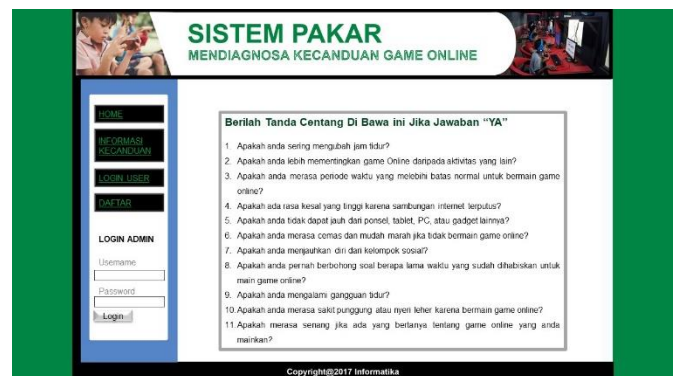 SISTEM PAKAR
MENDIAGNOSA KECANDUAN GAME ONLINE
HOME
INFORMASI
KECANDUAN
LOGIN USER
DAFTAR
LOGIN ADMIN
Username
Password
Login
Berilah Tanda Centang Di Bawa ini Jika Jawaban “YA”
1. Apakah anda sering mengubah jam tidur?
2. Apakah anda lebih mementingkan game Online daripada aktivitas yang lain?
3. Apakah anda merasa periode waktu yang melebihi batas normal untuk bermain game
online?
4. Apakah ada rasa kesal yang tinggi karena sambungan internet terputus?
5. Apakah anda tidak dapat jauh dari ponsel, tablet, PC, atau gadget lainnya?
6. Apakah anda merasa cemas dan mudah marah jika tidak bermain game online?
7. Apakah anda menjauhkan diri dari kelompok sosial?
8. Apakah anda pernah berbohong soal berapa lama waktu yang sudah dihabiskan untuk
main game online?
9. Apakah anda mengalami gangguan tidur?
10. Apakah anda merasa sakit punggung atau nyeri leher karena bermain game online?
11. Apakah merasa senang jika ada yang bertanya tentang game online yang anda
mainkan?
Copyright@2017 Informatika